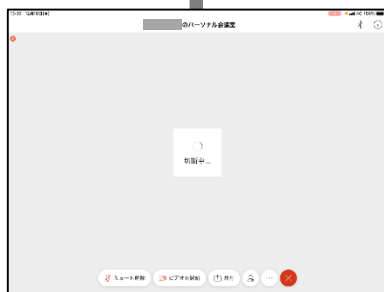 のパーソナル会議室
切断中...
ミュート解除
ビデオの開始
共有